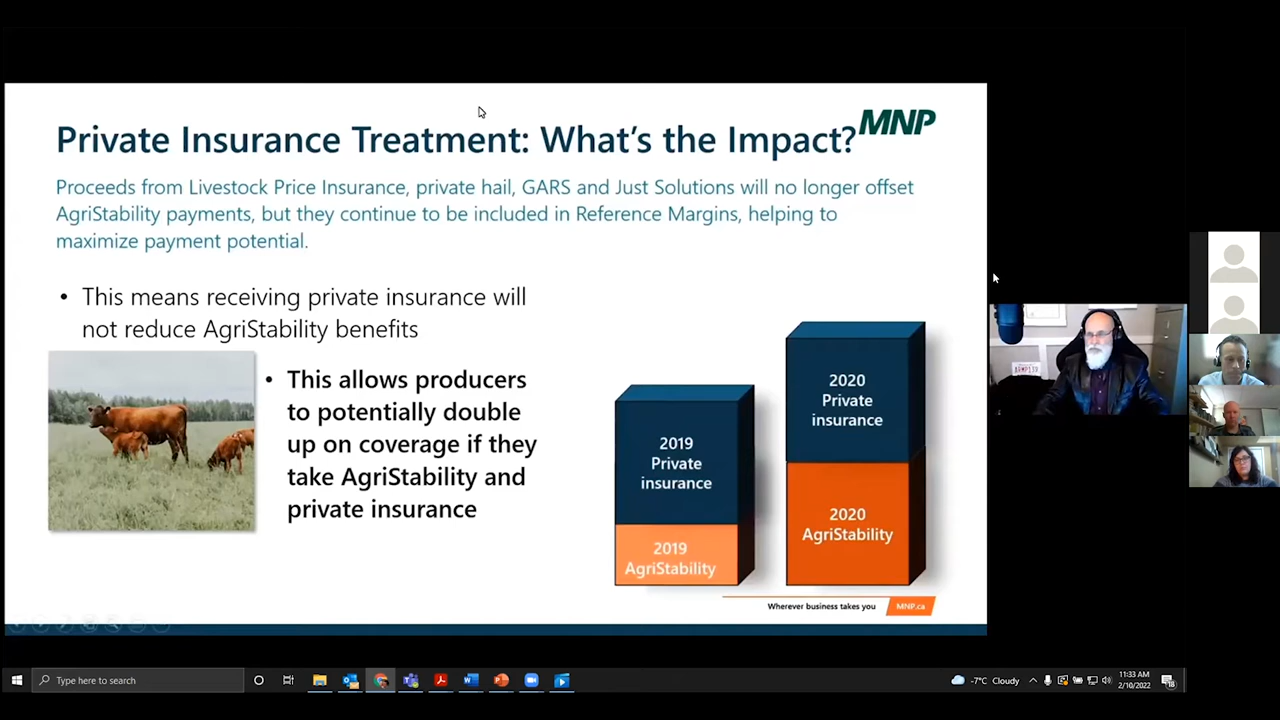 Private Insurance Treatment: What's the Impact?
MNP
Proceeds from Livestock Price Insurance, private hail, GARS and Just Solutions will no longer offset
AgriStability payments, but they continue to be included in Reference Margins, helping to
maximize payment potential.
• This means receiving private insurance will
not reduce AgriStability benefits
• This allows producers
to potentially double
up on coverage if they
take AgriStability and
private insurance
2019
Private
insurance
2019
AgriStability
2020
Private
insurance
2020
AgriStability
Wherever business takes you
MNP.ca
Type here to search
-7°C Cloudy
11:33 AM
2/10/2022